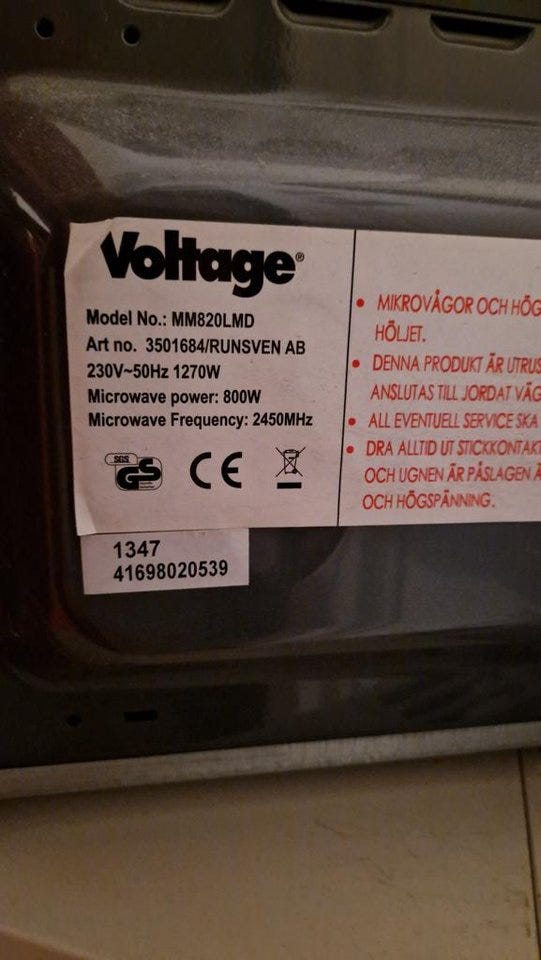 Voltage®
Model No.: MM820LMD
Art no. 3501684/RUNSVEN AB
230V~50Hz 1270W
Microwave power: 800W
Microwave Frequency: 2450MHz
SGS
GS
CE
1347
41698020539
• MIKROVÅGOR OCH HÖG
HÖLJET.
• DENNA PRODUKT ÄR UTRUS
ANSLUTAS TILL JORDAT VÄG
• ALL EVENTUELL SERVICE SKA
• DRA ALLTID UT STICKKONTAK
OCH UGNEN ÄR PÅSLAGEN Ä
OCH HÖGSPÄNNING.